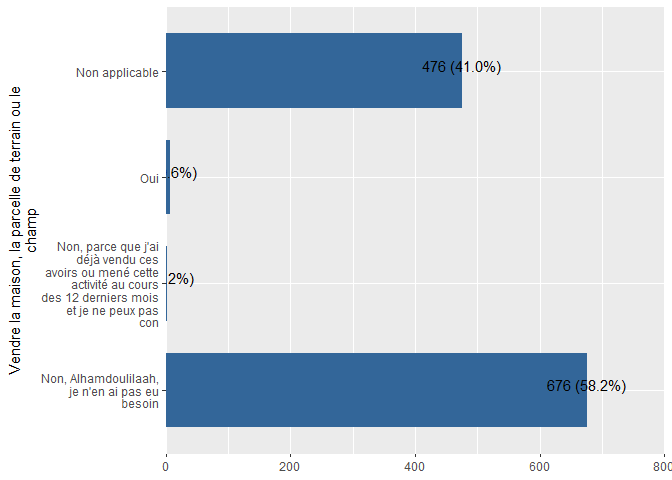 Vendre la maison, la parcelle de terrain ou le
champ
Non applicable
476 (41.0%)
Oui
6%)
Non, parce que j'ai
déjà vendu ces
avoirs ou mené cette
activité au cours
des 12 derniers mois
et je ne peux pas
con
2%)
Non, Alhamdoulilaah,
je n'en ai pas eu
besoin
676 (58.2%)
0 200 400 600 800